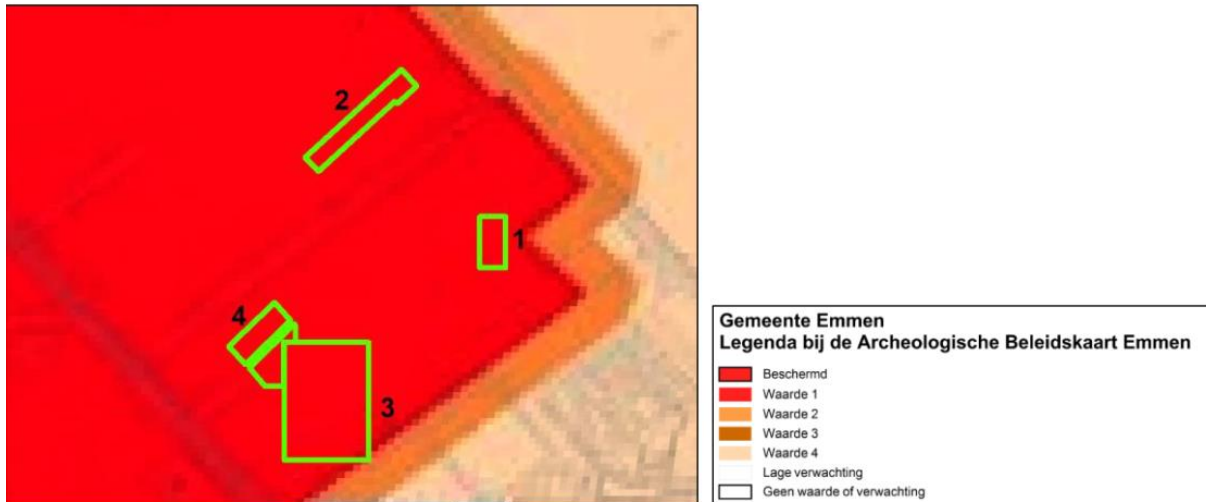 2
1
4
3
Gemeente Emmen
Legenda bij de Archeologische Beleidskaart Emmen
Beschermd
Waarde 1
Waarde 2
Waarde 3
Waarde 4
Lage verwachting
Geen waarde of verwachting